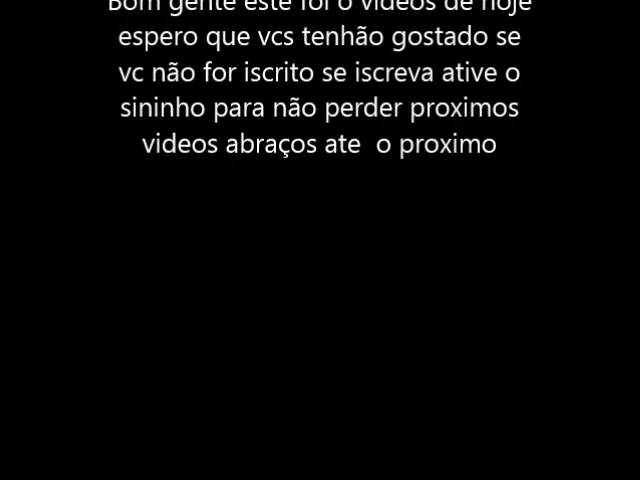 Bom gente este foi o videos de hoje
espero que vcs tenhão gostado se
vc não for iscrito se iscreva ative o
sininho para não perder proximos
videos abraços ate  o proximo